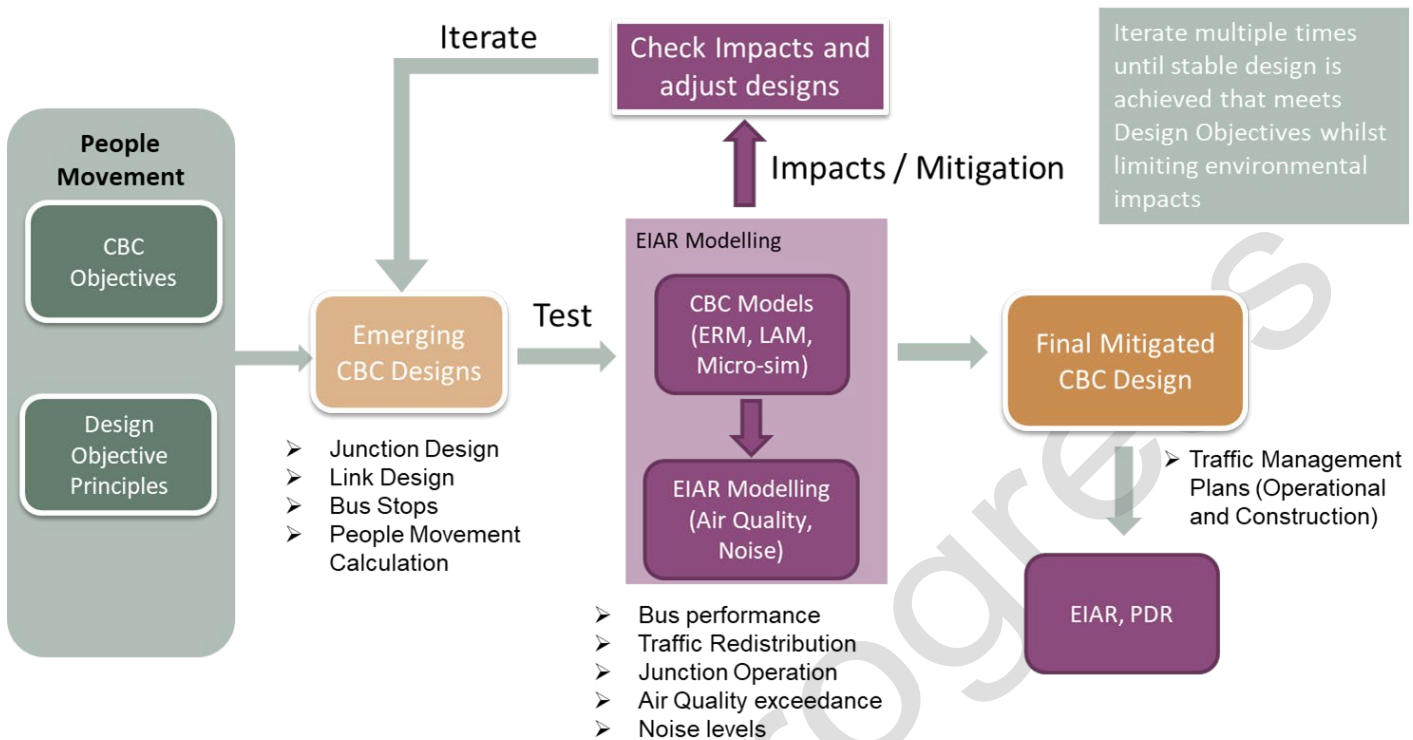 Iterate
Check Impacts and
adjust designs
Iterate multiple times
until stable design is
achieved that meets
Design Objectives whilst
limiting environmental
impacts
People
Movement
CBC
Objectives
Design
Objective
Principles
Impacts / Mitigation
Emerging
CBC Designs
Test
➢ Junction Design
➢ Link Design
➢ Bus Stops
➢ People Movement
Calculation
EIAR Modelling
CBC Models
(ERM, LAM,
Micro-sim)
EIAR Modelling
(Air Quality,
Noise)
➢ Bus performance
➢ Traffic Redistribution
➢ Junction Operation
➢ Air Quality exceedance
➢ Noise levels
Final Mitigated
CBC Design
➢ Traffic Management
Plans (Operational
and Construction)
EIAR, PDR
rogres s